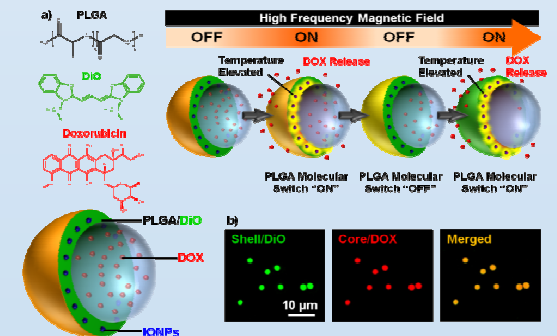 a)
PLGA
DiO
Doxorubicin
High Frequency Magnetic Field
OFF ON OFF ON
Temperature
Elevated
DOX Release
Temperature
Elevated
DOX
Release
PLGA Molecular
Switch “ON”
PLGA Molecular
Switch “OFF”
PLGA Molecular
Switch “ON”
PLGA/DiO
DOX
IONPs
b)
Shell/DiO
Core/DOX
Merged
10 µm